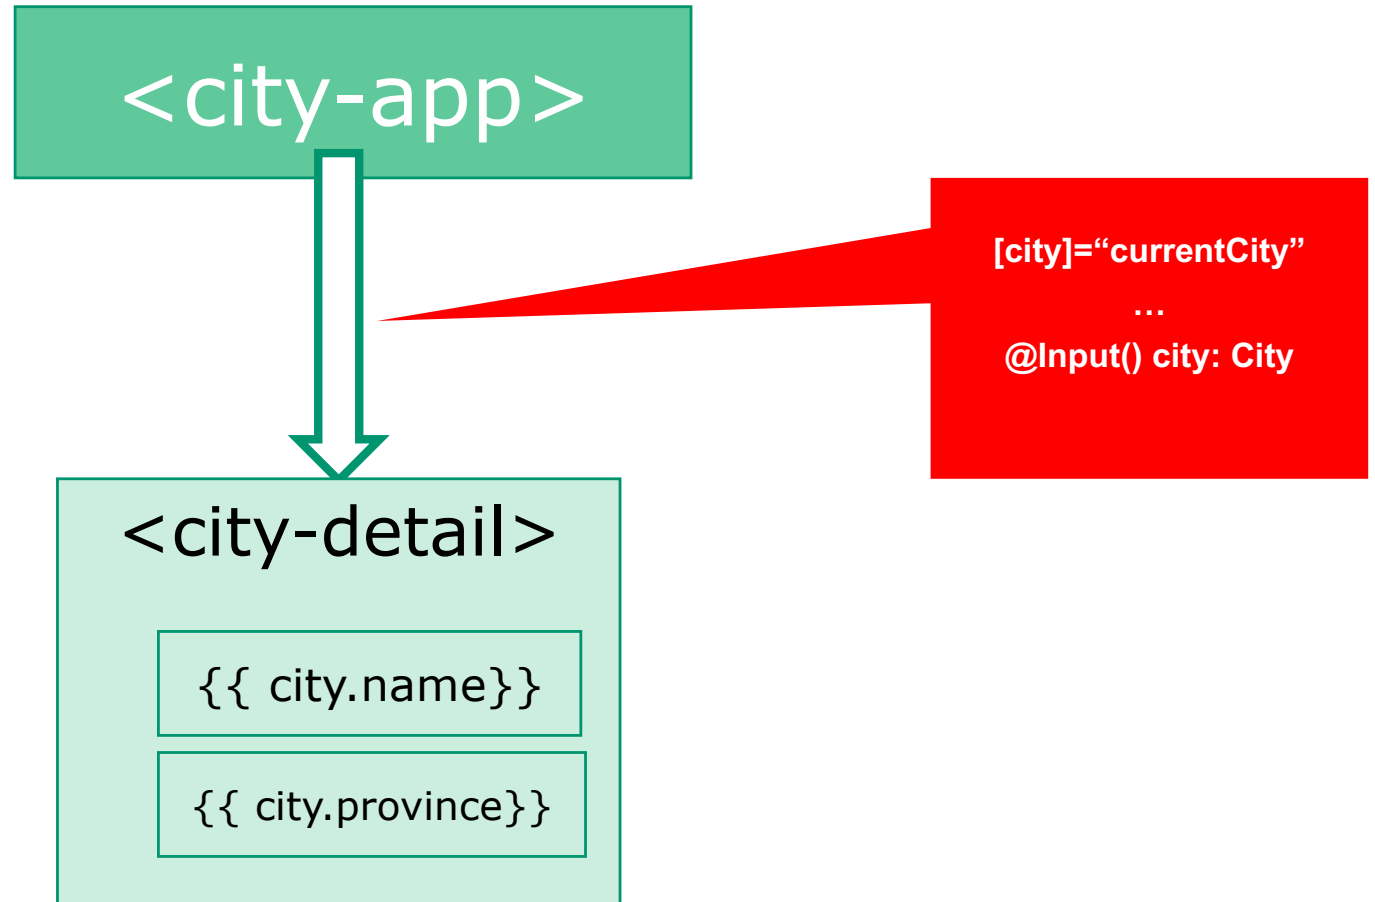 <city-app>
[city]=“currentCity”
…
@Input() city: City
<city-detail>
{{ city.name}}
{{ city.province}}